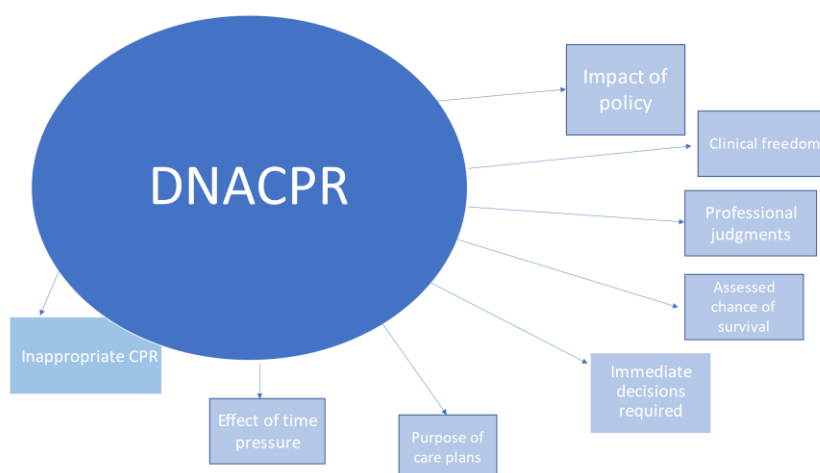 DNACPR
Impact of
policy
Clinical freedom
Professional
judgments
Assessed
chance of
survival
Immediate
decisions
required
Purpose of
care plans
Effect of time
pressure
Inappropriate CPR